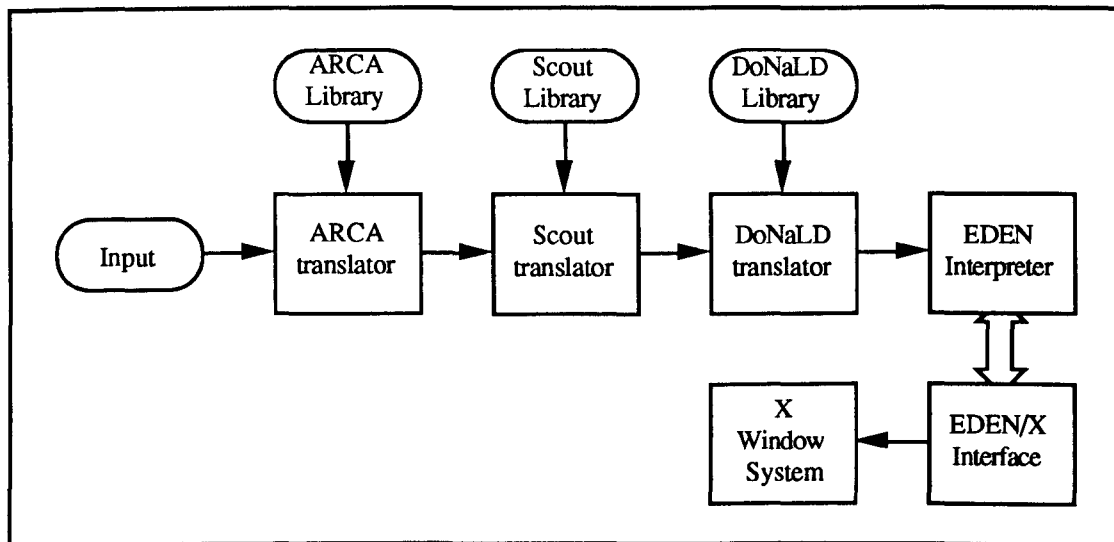 ARCA
Library
Scout
Library
DoNaLD
Library
Input
ARCA
translator
Scout
translator
DoNaLD
translator
EDEN
Interpreter
X
Window
System
EDEN/X
Interface